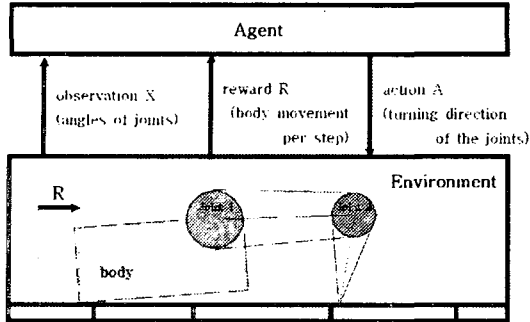 Agent
observation X
(angles of joints)
reward R
(body movement
per step)
action A
(turning direction
of the joints)
Environment
R
body